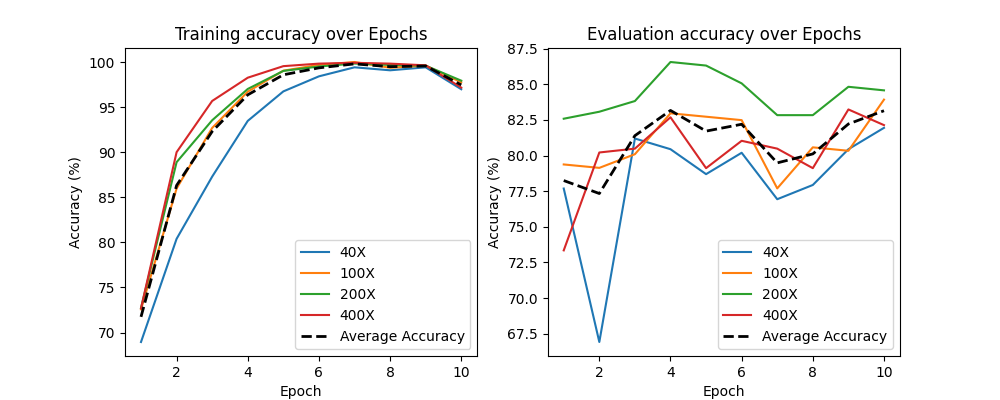 Training accuracy over Epochs
Accuracy (%)
100
95
90
85
80
75
70
2
4
6
8
10
Epoch
40X
100X
200X
400X
Average Accuracy
Evaluation accuracy over Epochs
Accuracy (%)
87.5
85.0
82.5
80.0
77.5
75.0
72.5
70.0
67.5
2
4
6
8
10
Epoch
40X
100X
200X
400X
Average Accuracy